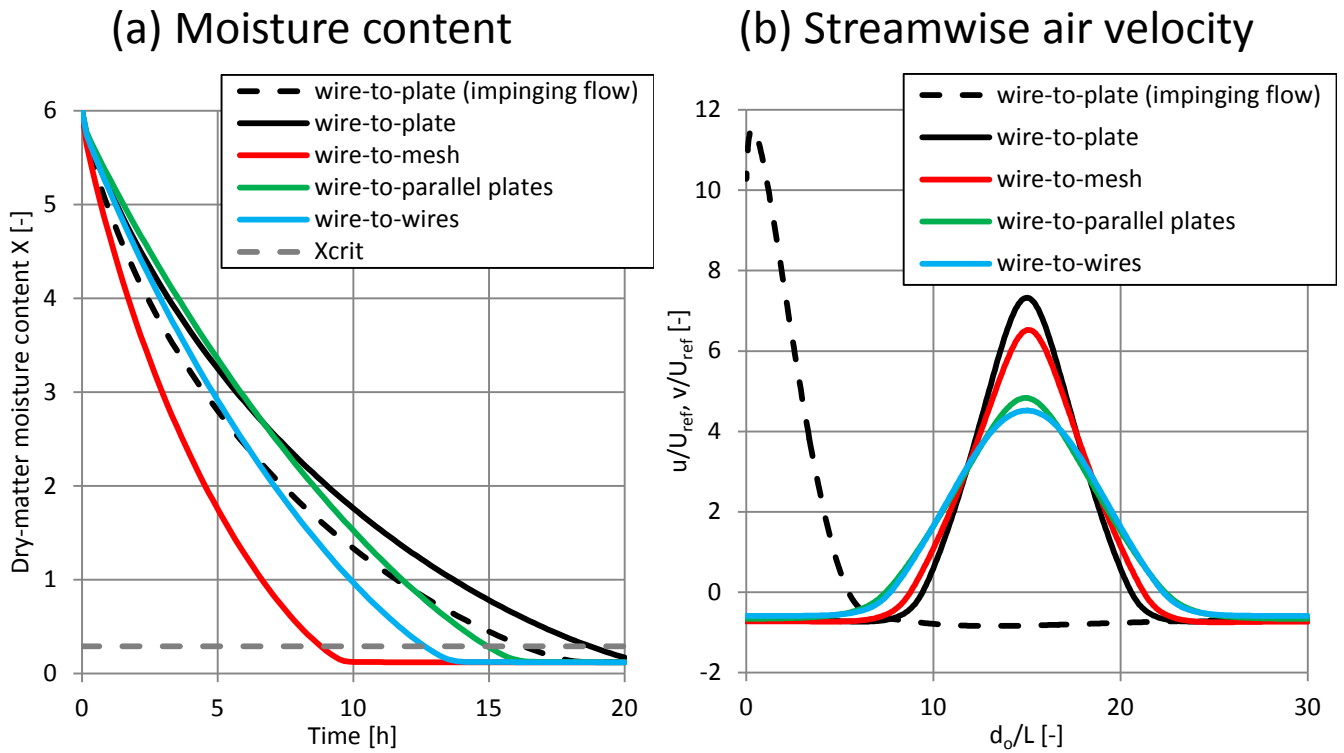 (a) Moisture content
wire-to-plate (impinging flow)
wire-to-plate
wire-to-mesh
wire-to-parallel plates
wire-to-wires
Xcrit
Dry-matter moisture content X [-]
6
5
4
3
2
1
0
0
5
10
15
20
Time [h]
(b) Streamwise air velocity
wire-to-plate (impinging flow)
wire-to-plate
wire-to-mesh
wire-to-parallel plates
wire-to-wires
u/U_ref, v/U_ref [-]
12
10
8
6
4
2
0
-2
0
10
20
30
d_o/L [-]